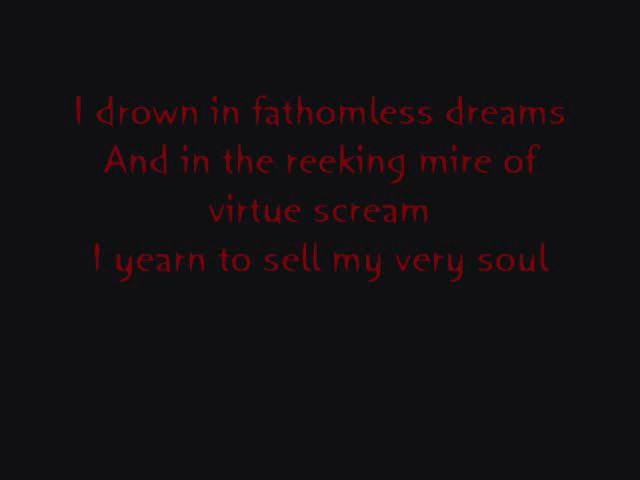 I drown in fathomless dreams
And in the reeking mire of
virtue scream
I yearn to sell my very soul